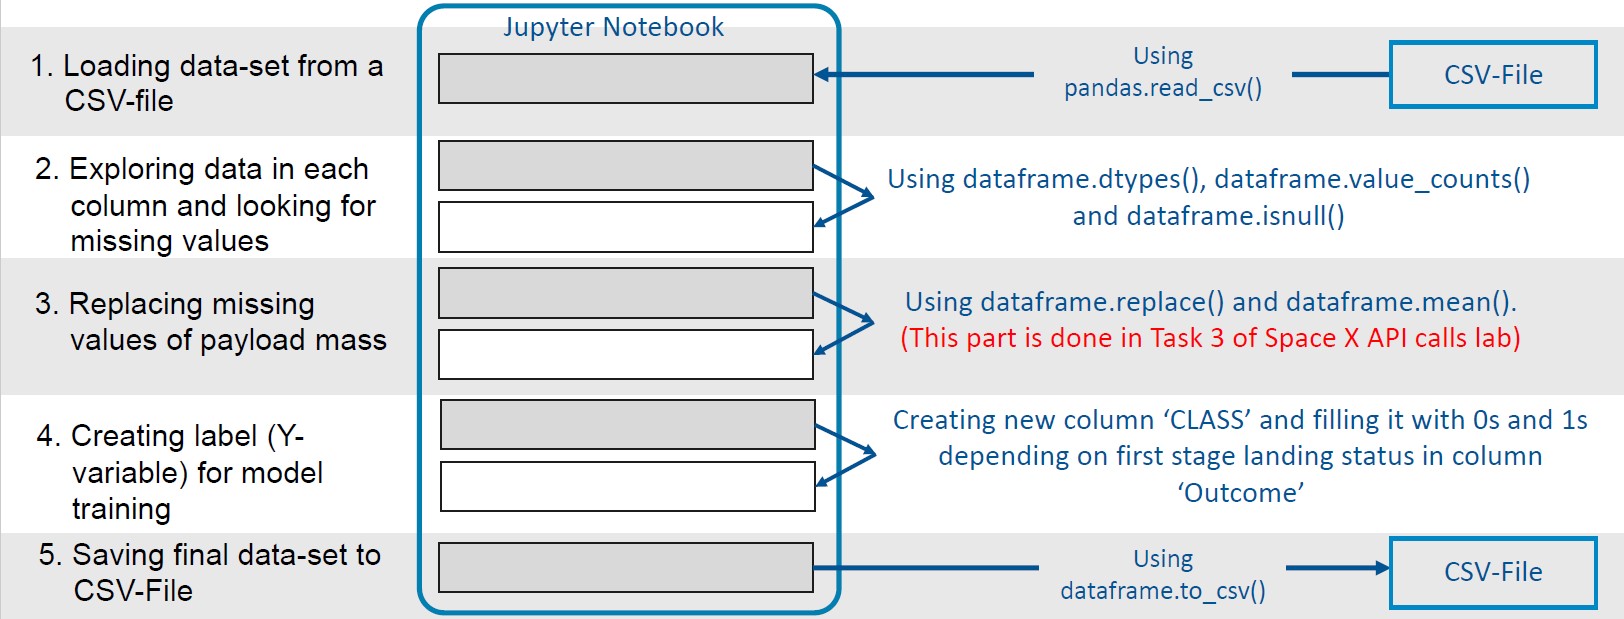 Jupyter Notebook
1. Loading data-set from a
CSV-file
Using
pandas.read_csv()
CSV-File
2. Exploring data in each
column and looking for
missing values
Using dataframe.dtypes(), dataframe.value_counts()
and dataframe.isnull()
3. Replacing missing
values of payload mass
Using dataframe.replace() and dataframe.mean().
(This part is done in Task 3 of Space X API calls lab)
4. Creating label (Y-
variable) for model
training
Creating new column ‘CLASS’ and filling it with 0s and 1s
depending on first stage landing status in column
‘Outcome’
5. Saving final data-set to
CSV-File
Using
dataframe.to_csv()
CSV-File